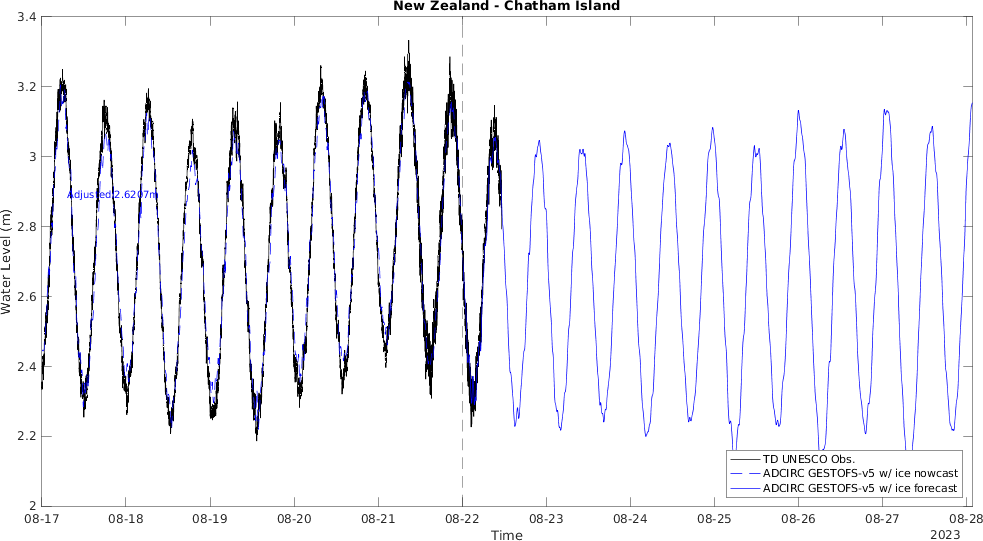 New Zealand - Chatham Island
3.4
3.2
3
2.8
2.6
2.4
2.2
2
Water Level (m)
Adjusted 2.6207m
TD UNESCO Obs.
ADCIRC GESTOFS-v5 w/ ice nowcast
ADCIRC GESTOFS-v5 w/ ice forecast
08-17 08-18 08-19 08-20 08-21 08-22 08-23 08-24 08-25 08-26 08-27 08-28
Time
2023